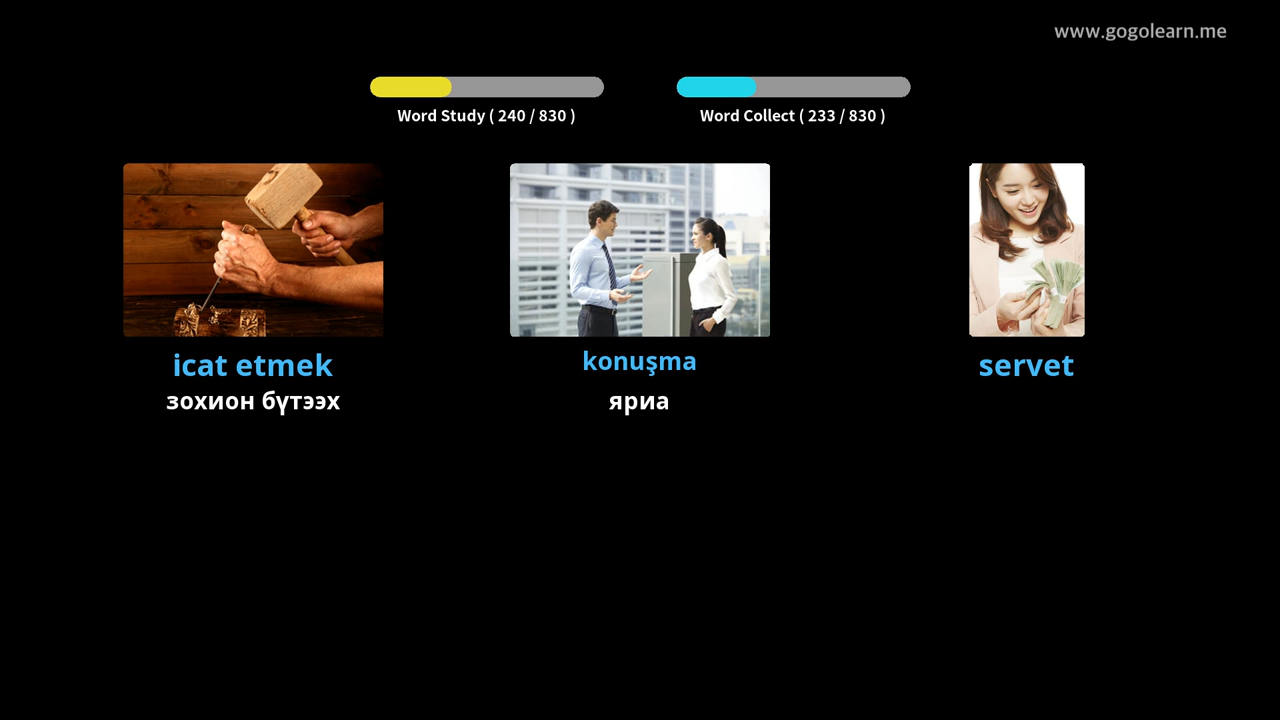 www.gogolearn.me
Word Study ( 240 / 830 )
Word Collect ( 233 / 830 )
icat etmek
зохион бүтээх
konuşma
яриа
servet